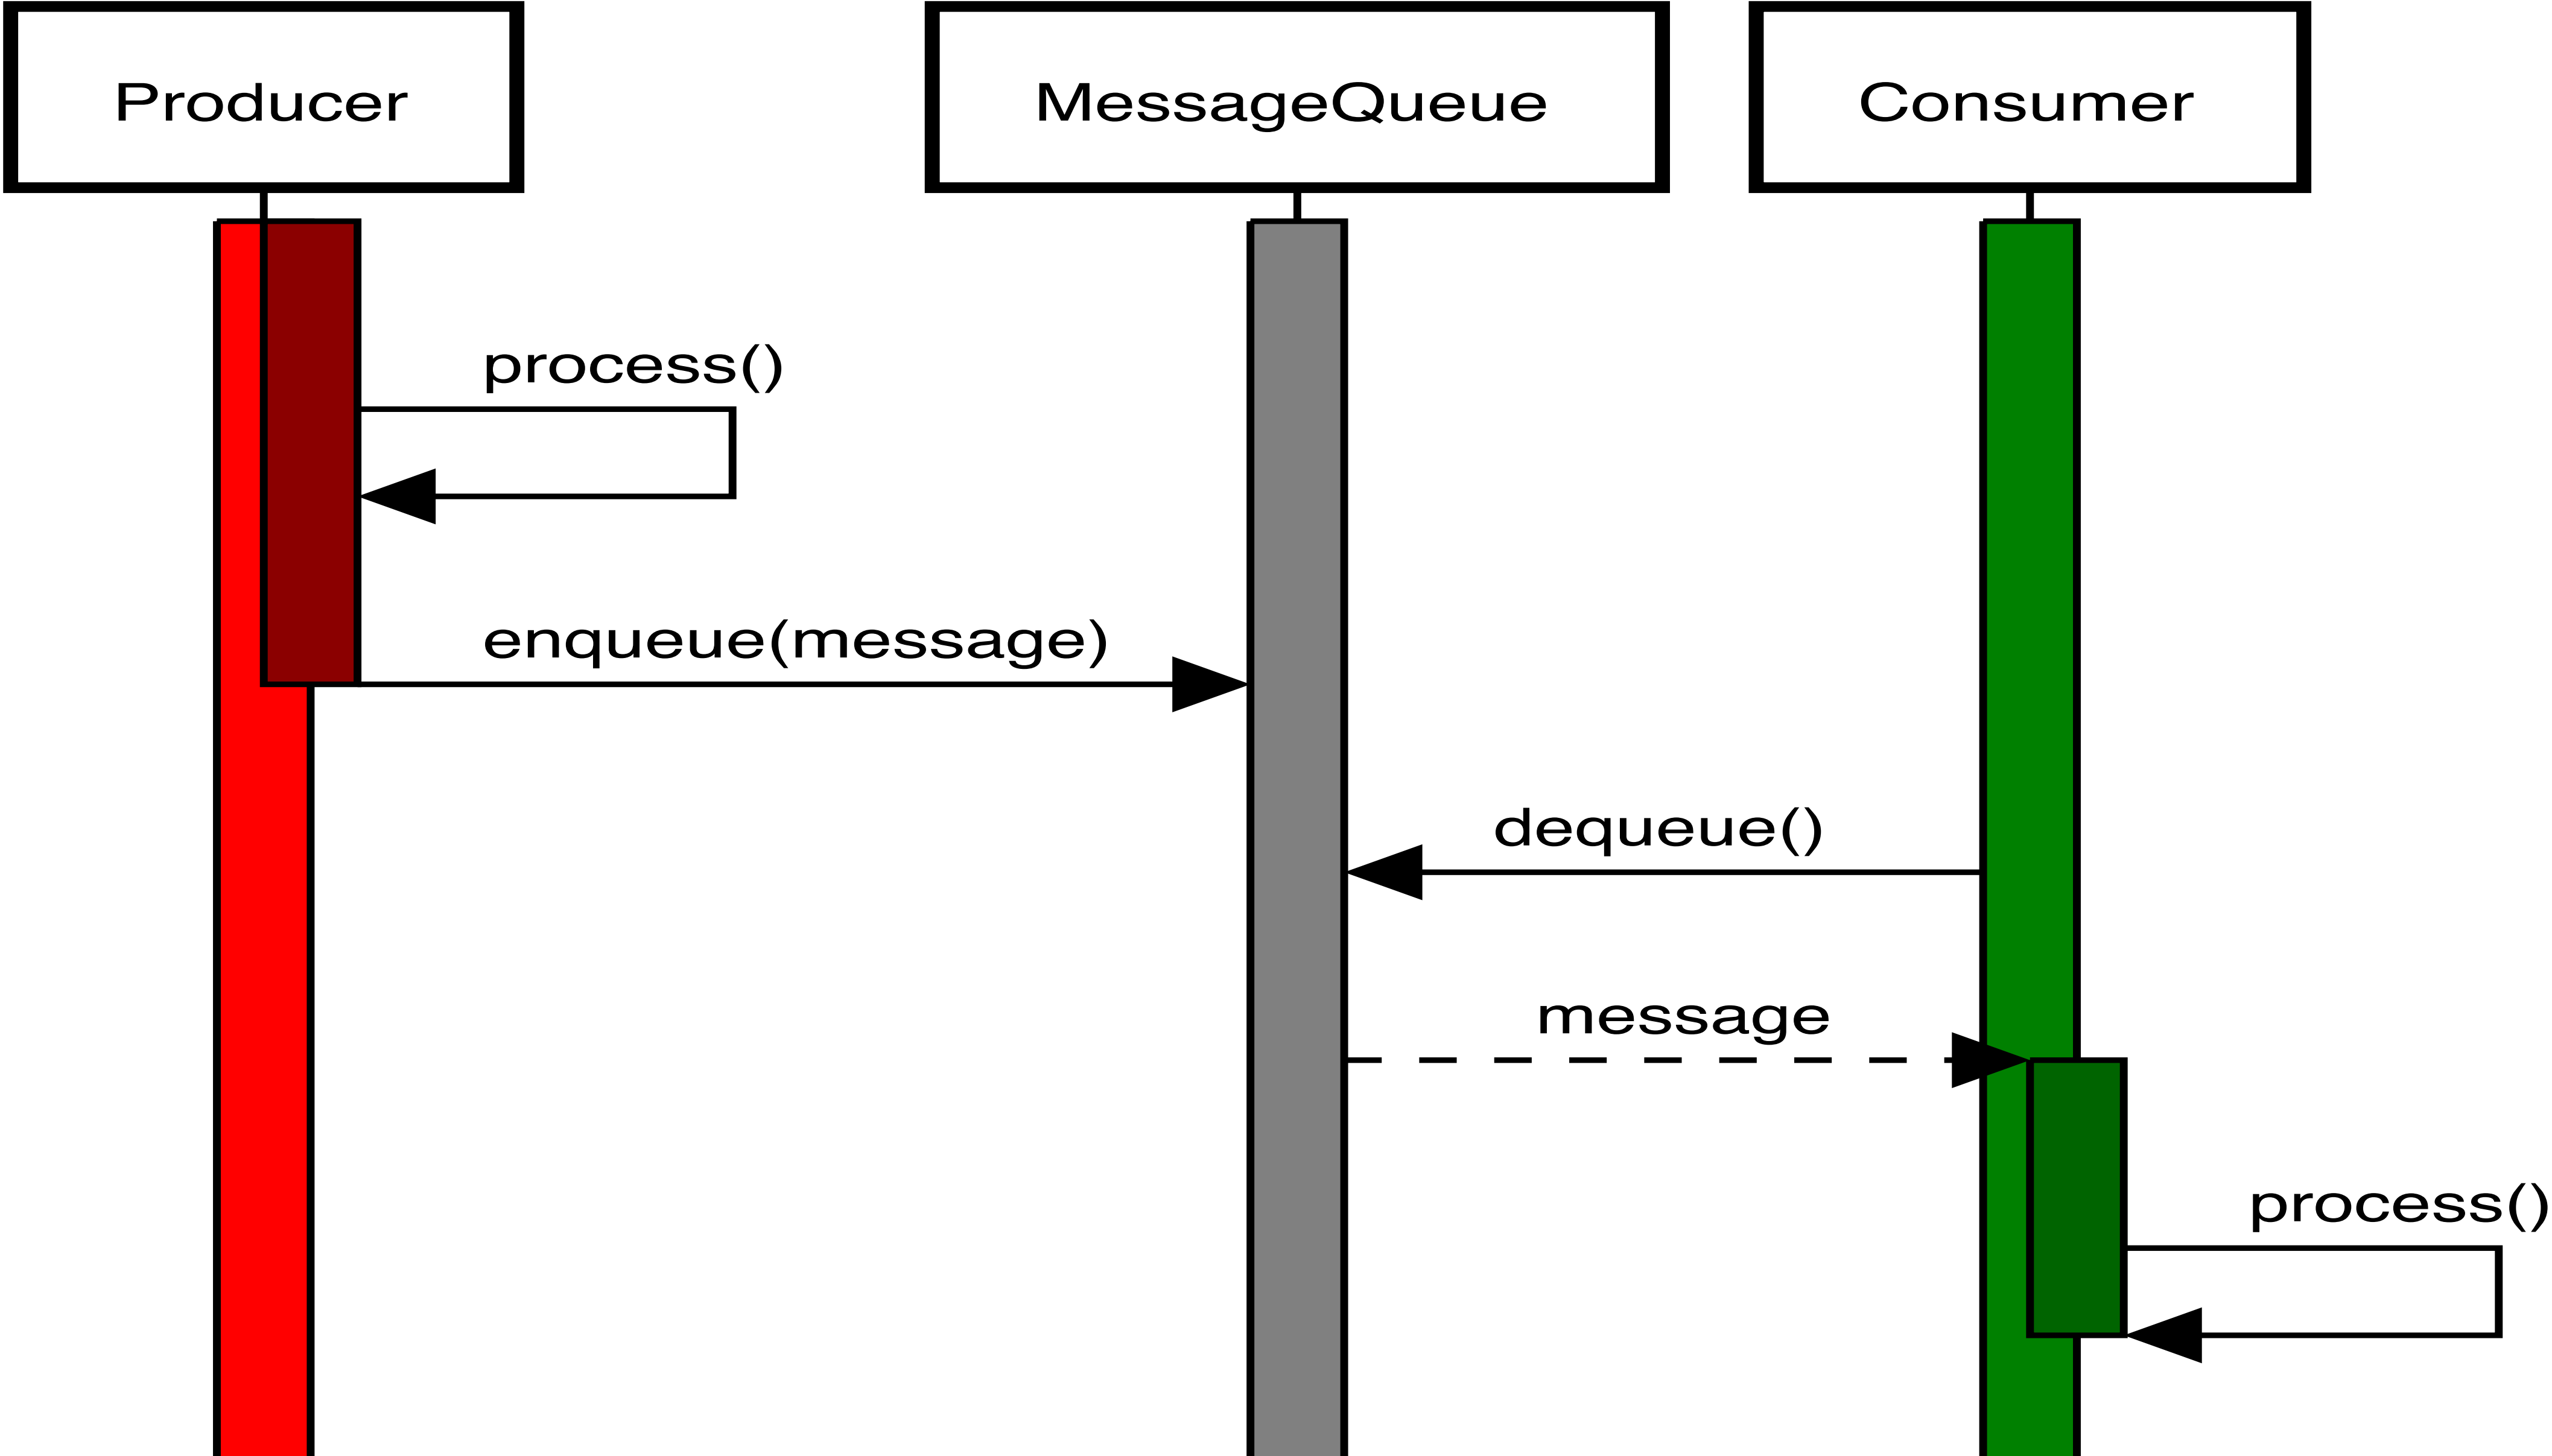 Producer
MessageQueue
Consumer
process()
enqueue(message)
dequeue()
message
process()